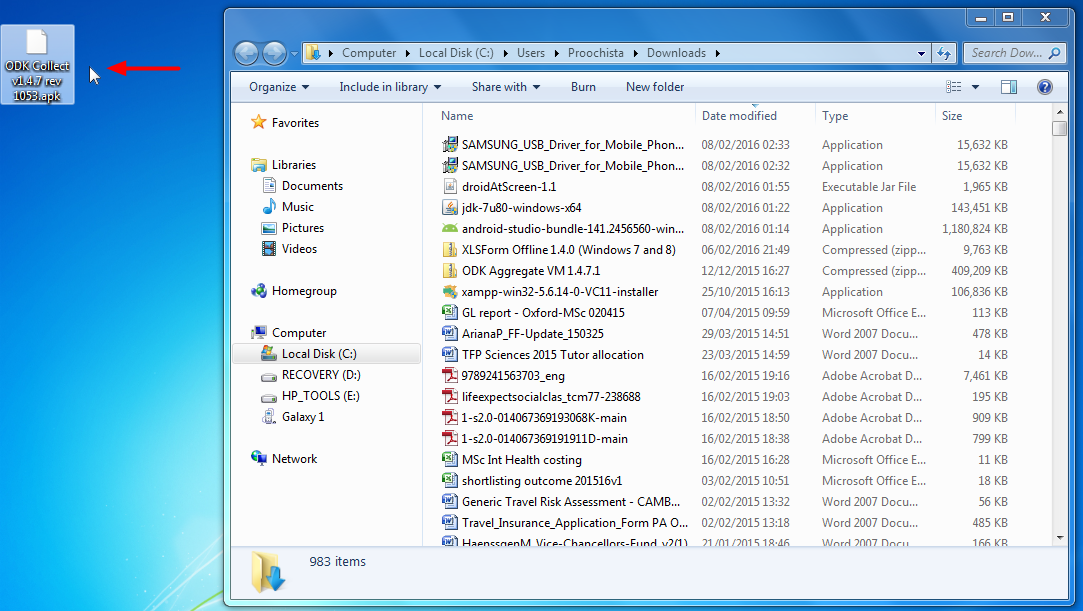 ODK Collect
v1.4.7 rev
1053.apk
Computer Local Disk (C:) Users Proochista Downloads
Search Dow...
Organize Include in library Share with Burn New folder
Favorites
Libraries
Documents
Music
Pictures
Videos
Homegroup
Computer
Local Disk (C:)
RECOVERY (D:)
HP_TOOLS (E:)
Galaxy 1
Network
Name Date modified Type Size
SAMSUNG_USB_Driver_for_Mobile_Phon... 08/02/2016 02:33 Application 15,632 KB
SAMSUNG_USB_Driver_for_Mobile_Phon... 08/02/2016 02:32 Application 15,632 KB
droidAtScreen-1.1 08/02/2016 01:55 Executable Jar File 1,965 KB
jdk-7u80-windows-x64 08/02/2016 01:22 Application 143,451 KB
android-studio-bundle-141.2456560-win... 08/02/2016 01:14 Application 1,180,824 KB
XLSForm Offline 1.4.0 (Windows 7 and 8) 06/02/2016 21:49 Compressed (zipp... 9,763 KB
ODK Aggregate VM 1.4.7.1 12/12/2015 16:27 Compressed (zipp... 409,209 KB
xampp-win32-5.6.14-0-VC11-installer 25/10/2015 16:13 Application 106,836 KB
GL report - Oxford-MSc 020415 07/04/2015 09:59 Microsoft Office E... 113 KB
ArianaP_FF-Update_150325 29/03/2015 14:51 Word 2007 Docu... 478 KB
TFP Sciences 2015 Tutor allocation 23/03/2015 14:59 Word 2007 Docu... 14 KB
9789241563703_eng 16/02/2015 19:16 Adobe Acrobat D... 7,461 KB
lifeexpectsocialclas_tcm77-238688 16/02/2015 19:03 Adobe Acrobat D... 195 KB
1-s2.0-014067369193068K-main 16/02/2015 18:50 Adobe Acrobat D... 909 KB
1-s2.0-014067369191911D-main 16/02/2015 18:38 Adobe Acrobat D... 799 KB
MSc Int Health costing 16/02/2015 16:28 Microsoft Office E... 11 KB
shortlisting outcome 201516v1 03/02/2015 10:51 Microsoft Office E... 18 KB
Generic Travel Risk Assessment - CAMB... 02/02/2015 13:32 Word 2007 Docu... 56 KB
Travel_Insurance_Application_Form PA O... 02/02/2015 13:18 Word 2007 Docu... 485 KB
HaenssgenM_Vice-Chancellors-Fund_v2(1) 21/01/2015 18:46 Word 2007 Docu... 166 KB
983 items